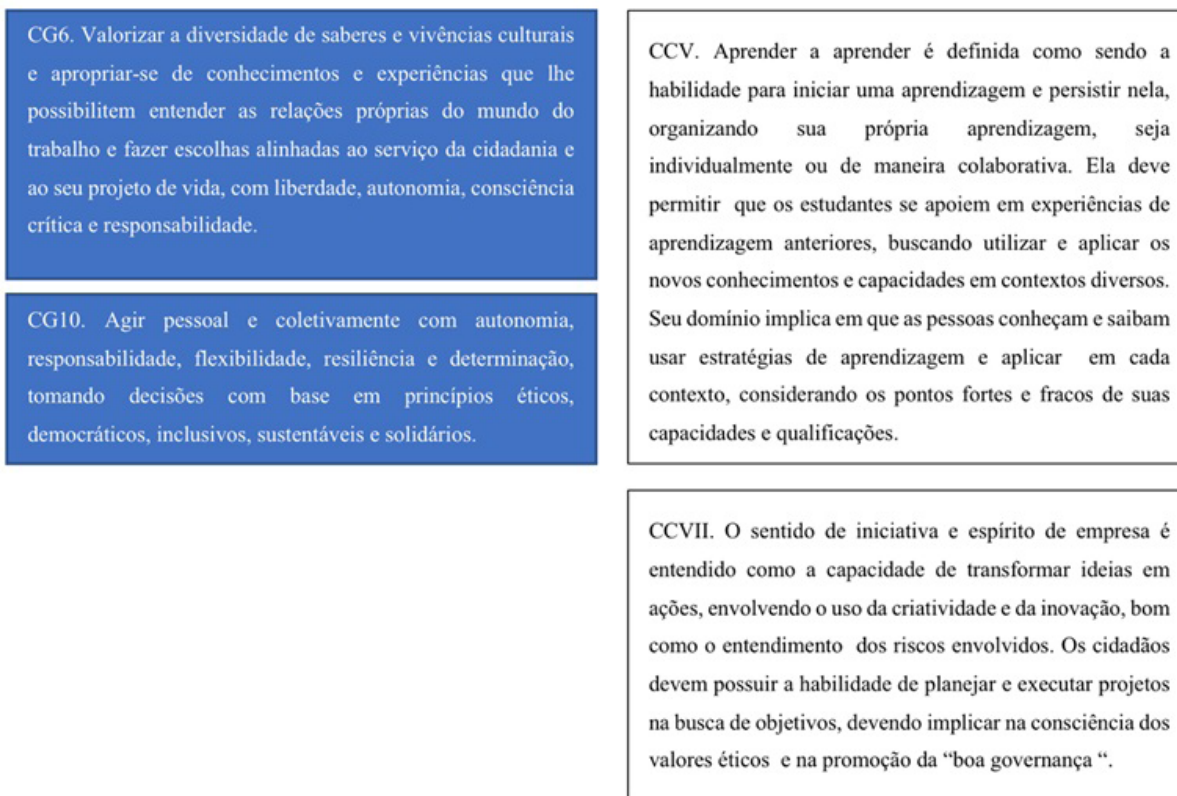 CG6. Valorizar a diversidade de saberes e vivências culturais
e apropriar-se de conhecimentos e experiências que lhe
possibilitem entender as relações próprias do mundo do
trabalho e fazer escolhas alinhadas ao serviço da cidadania e
ao seu projeto de vida, com liberdade, autonomia, consciência
crítica e responsabilidade.
CG10. Agir pessoal e coletivamente com autonomia,
responsabilidade, flexibilidade, resiliência e determinação,
tomando decisões com base em princípios éticos,
democráticos, inclusivos, sustentáveis e solidários.
CCV. Aprender a aprender é definida como sendo a
habilidade para iniciar uma aprendizagem e persistir nela,
organizando sua própria aprendizagem, seja
individualmente ou de maneira colaborativa. Ela deve
permitir que os estudantes se apoiem em experiências de
aprendizagem anteriores, buscando utilizar e aplicar os
novos conhecimentos e capacidades em contextos diversos.
Seu domínio implica em que as pessoas conheçam e saibam
usar estratégias de aprendizagem e aplicar em cada
contexto, considerando os pontos fortes e fracos de suas
capacidades e qualificações.
CCVII. O sentido de iniciativa e espírito de empresa é
entendido como a capacidade de transformar ideias em
ações, envolvendo o uso da criatividade e da inovação, bom
como o entendimento dos riscos envolvidos. Os cidadãos
devem possuir a habilidade de planejar e executar projetos
na busca de objetivos, devendo implicar na consciência dos
valores éticos e na promoção da “boa governança “.